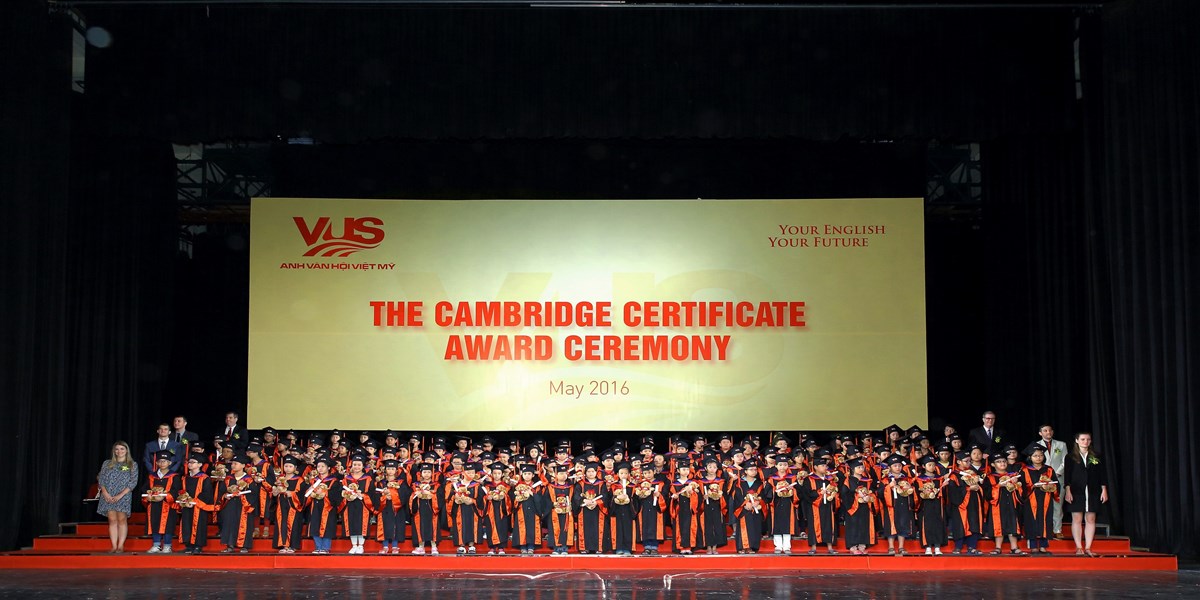 VUS
ANH VĂN HỘI VIỆT MỸ
YOUR ENGLISH
YOUR FUTURE
THE CAMBRIDGE CERTIFICATE
AWARD CEREMONY
May 2016